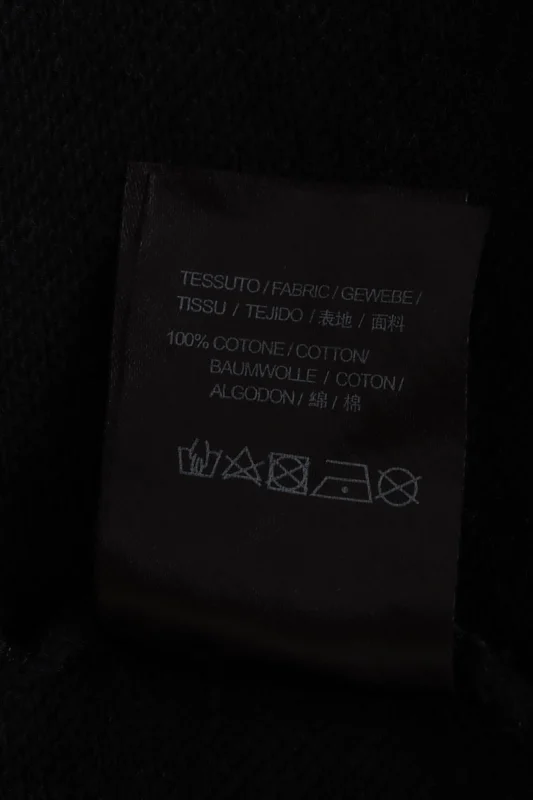 TESSUTO / FABRIC / GEWEBE /
TISSU / TEJIDO / 表地 / 面料
100% COTONE / COTTON/
BAUMWOLLE / COTON /
ALGODON / 綿 / 棉